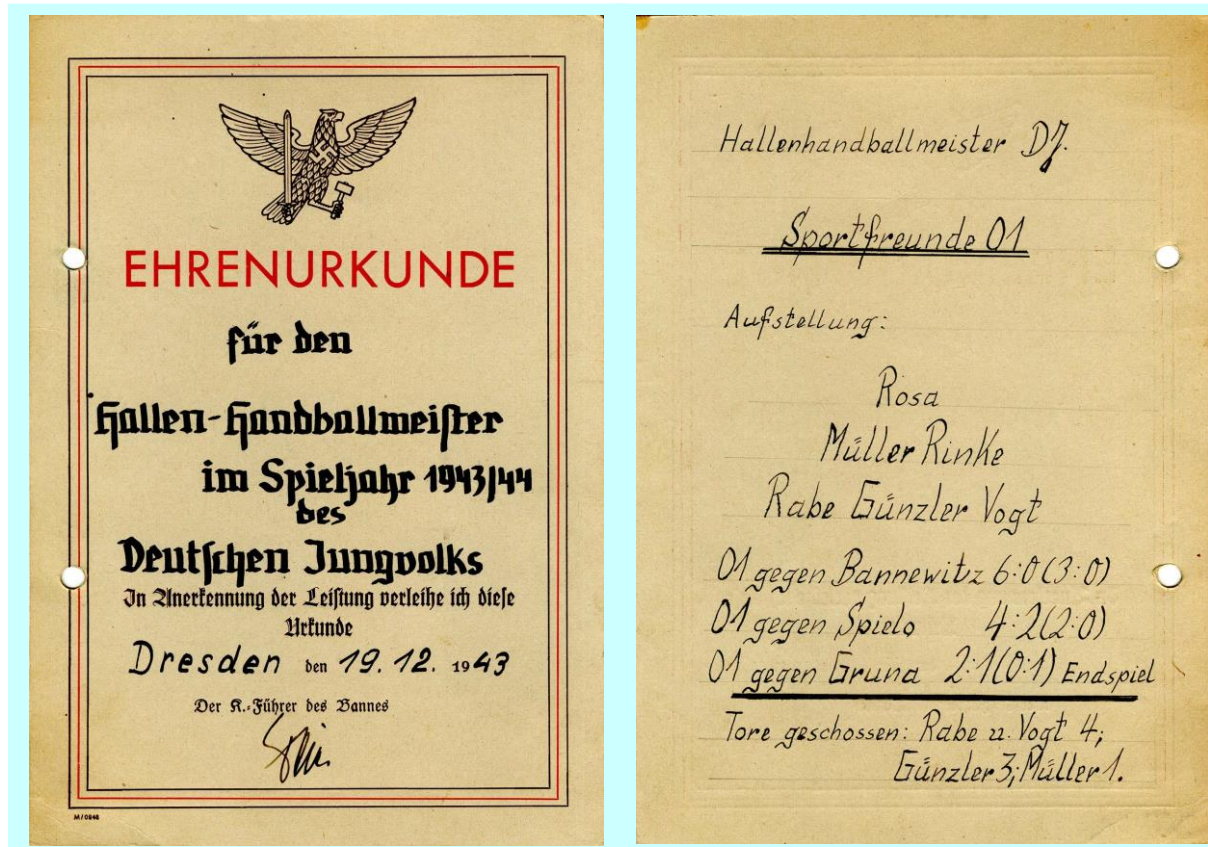 EHRENURKUNDE
für den
Hallen-Handballmeister
im Spieljahr 1943/44
des
Deutschen Jungvolks
In Anerkennung der Leistung verleihe ich diese
Urkunde
Dresden den 19. 12. 1943
Der K.-Führer des Bannes
M/0848
Hallenhandballmeister DJ.
Sportfreunde 01
Aufstellung:
Rosa
Müller Rinke
Rabe Günzler Vogt
01 gegen Bannewitz 6:0(3:0)
01 gegen Spielo 4:2(2:0)
01 gegen Gruna 2:1(0:1) Endspiel
Tore geschossen: Rabe u. Vogt 4;
Günzler 3; Müller 1.